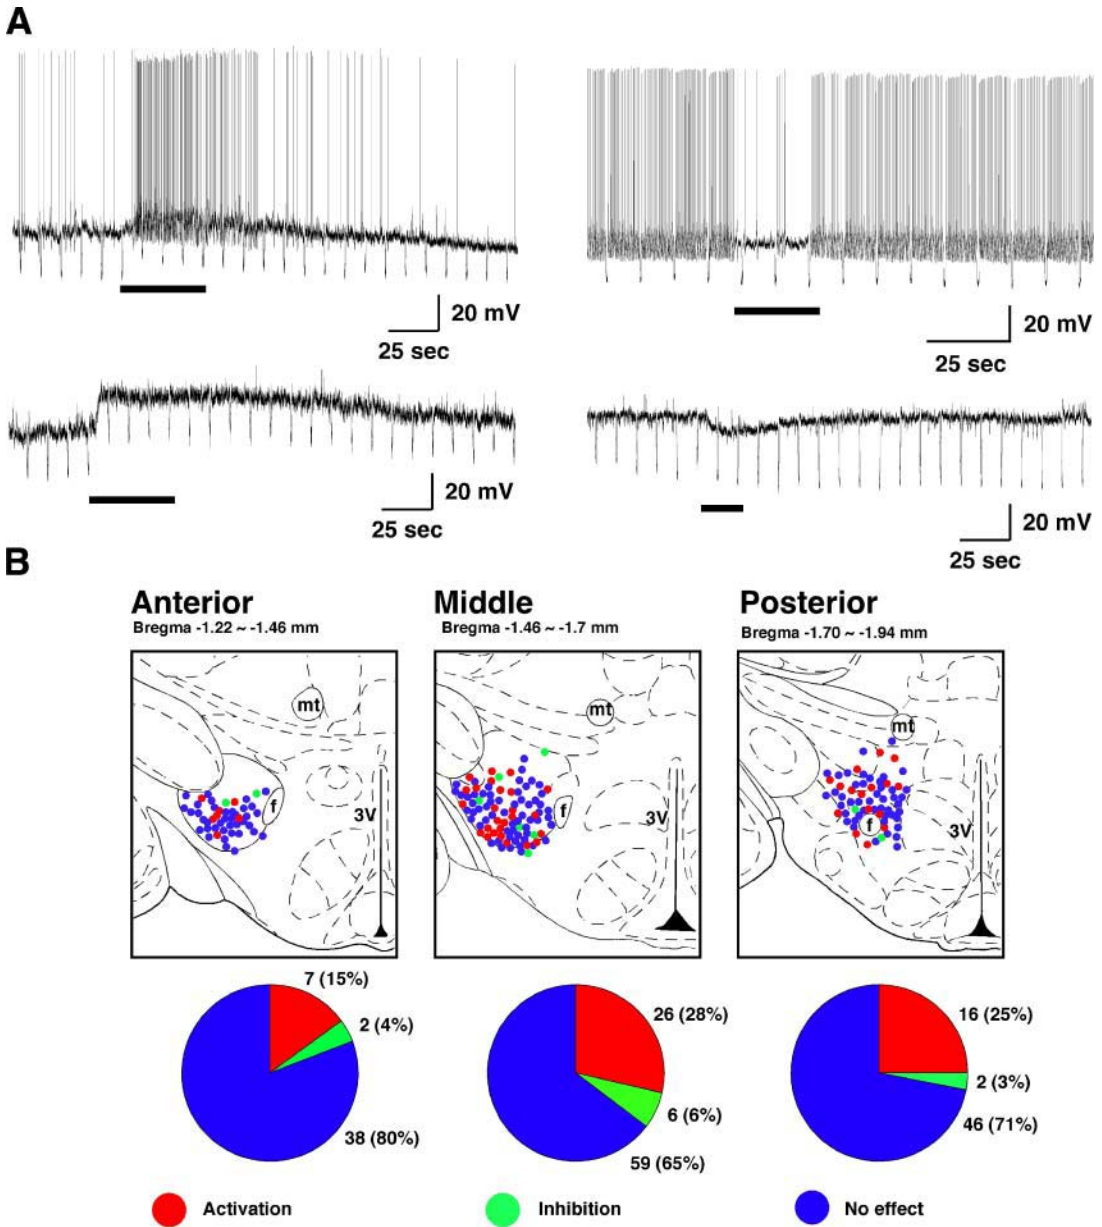 A
20 mV
25 sec
20 mV
25 sec
20 mV
25 sec
20 mV
25 sec
B
Anterior
Bregma -1.22 ~ -1.46 mm
Middle
Bregma -1.46 ~ -1.7 mm
Posterior
Bregma -1.70 ~ -1.94 mm
mt
f
3V
mt
f
3V
mt
f
3V
7 (15%)
2 (4%)
38 (80%)
26 (28%)
6 (6%)
59 (65%)
16 (25%)
2 (3%)
46 (71%)
Activation
Inhibition
No effect